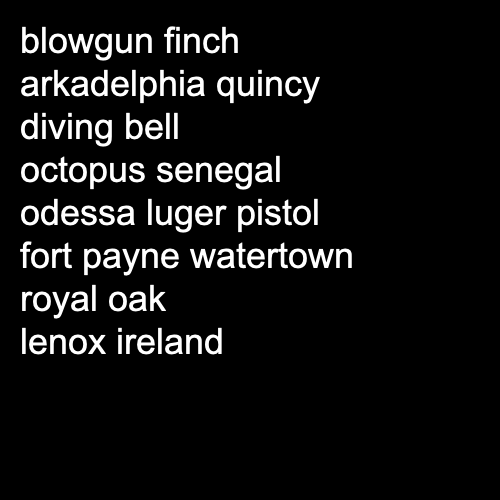 blowgun finch
arkadelphia quincy
diving bell
octopus senegal
odessa luger pistol
fort payne watertown
royal oak
lenox ireland